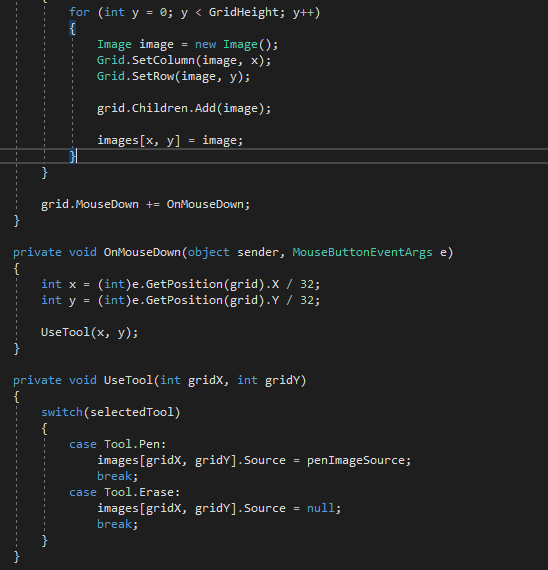 for (int y = 0; y < GridHeight; y++)
{
Image image = new Image();
Grid.SetColumn(image, x);
Grid.SetRow(image, y);
grid.Children.Add(image);
images[x, y] = image;
}
}
grid.MouseDown += OnMouseDown;
}
private void OnMouseDown(object sender, MouseButtonEventArgs e)
{
int x = (int)e.GetPosition(grid).X / 32;
int y = (int)e.GetPosition(grid).Y / 32;
UseTool(x, y);
}
private void UseTool(int gridX, int gridY)
{
switch(selectedTool)
{
case Tool.Pen:
images[gridX, gridY].Source = penImageSource;
break;
case Tool.Erase:
images[gridX, gridY].Source = null;
break;
}
}